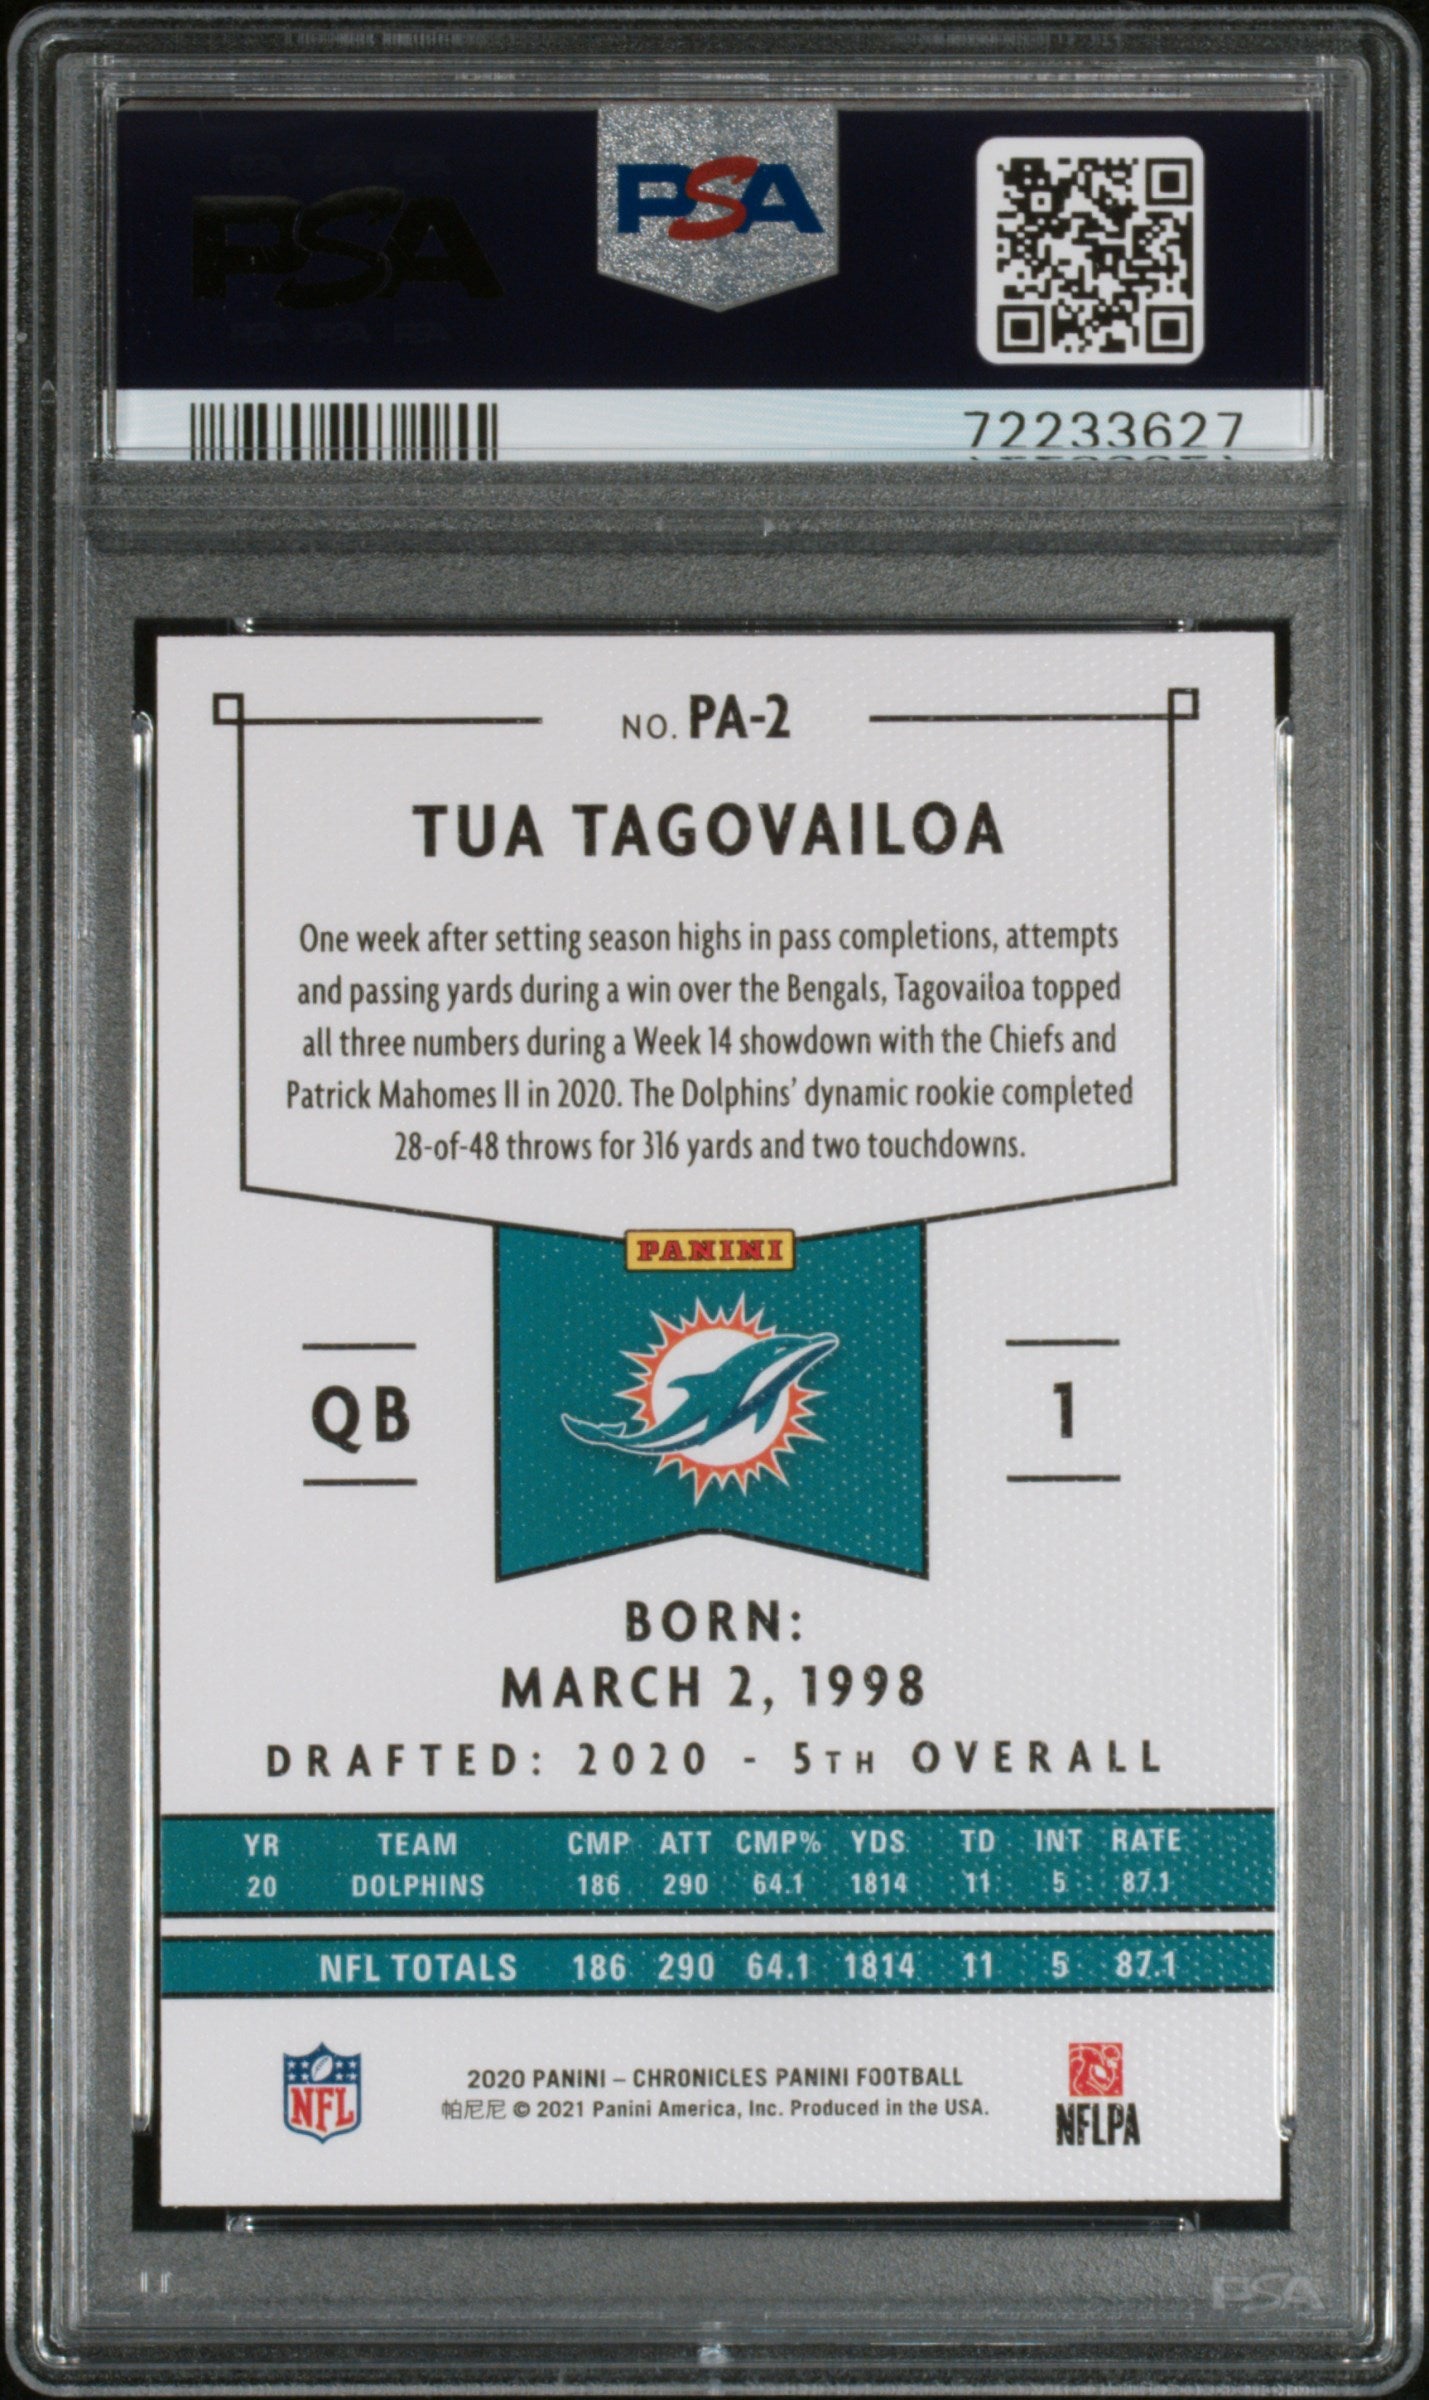 PSA
PSA
72233627
NO. PA-2
TUA TAGOVAILOA
One week after setting season highs in pass completions, attempts
and passing yards during a win over the Bengals, Tagovailoa topped
all three numbers during a Week 14 showdown with the Chiefs and
Patrick Mahomes II in 2020. The Dolphins' dynamic rookie completed
28-of-48 throws for 316 yards and two touchdowns.
PANINI
QB
1
BORN:
MARCH 2, 1998
DRAFTED: 2020 - 5TH OVERALL
YR TEAM CMP ATT CMP% YDS TD INT RATE
20 DOLPHINS 186 290 64.1 1814 11 5 87.1
NFL TOTALS 186 290 64.1 1814 11 5 87.1
NFL
2020 PANINI – CHRONICLES PANINI FOOTBALL
帕尼尼 © 2021 Panini America, Inc. Produced in the USA.
NFLPA
PSA